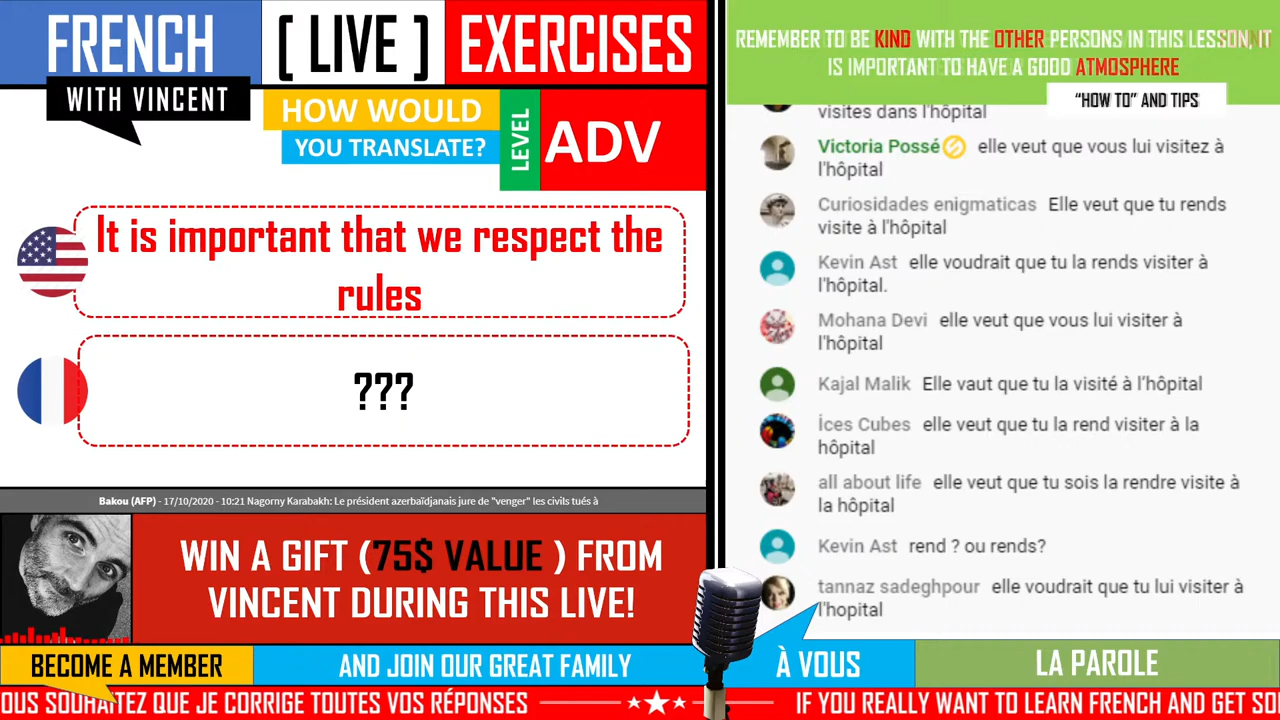 FRENCH
WITH VINCENT
[ LIVE ]
EXERCISES
HOW WOULD
YOU TRANSLATE?
LEVEL
ADV
It is important that we respect the
rules
???
Bakou (AFP) - 17/10/2020 - 10:21 Nagorny Karabakh: Le président azerbaïdjanais jure de "venger" les civils tués à
WIN A GIFT (75$ VALUE ) FROM
VINCENT DURING THIS LIVE!
BECOME A MEMBER
AND JOIN OUR GREAT FAMILY
REMEMBER TO BE KIND WITH THE OTHER PERSONS IN THIS LESSON, IT
IS IMPORTANT TO HAVE A GOOD ATMOSPHERE
"HOW TO" AND TIPS
visites dans l'hôpital
Victoria Possé elle veut que vous lui visitez à
l'hôpital
Curiosidades enigmaticas Elle veut que tu rends
visite à l'hôpital
Kevin Ast elle voudrait que tu la rends visiter à
l'hôpital.
Mohana Devi elle veut que vous lui visiter à
l'hôpital
Kajal Malik Elle vaut que tu la visité à l'hôpital
İces Cubes elle veut que tu la rend visiter à la
hôpital
all about life elle veut que tu sois la rendre visite à
la hôpital
Kevin Ast rend ? ou rends?
tannaz sadeghpour elle voudrait que tu lui visiter à
l'hopital
À VOUS
LA PAROLE
OUS SOUHAITEZ QUE JE CORRIGE TOUTES VOS RÉPONSES
IF YOU REALLY WANT TO LEARN FRENCH AND GET SO